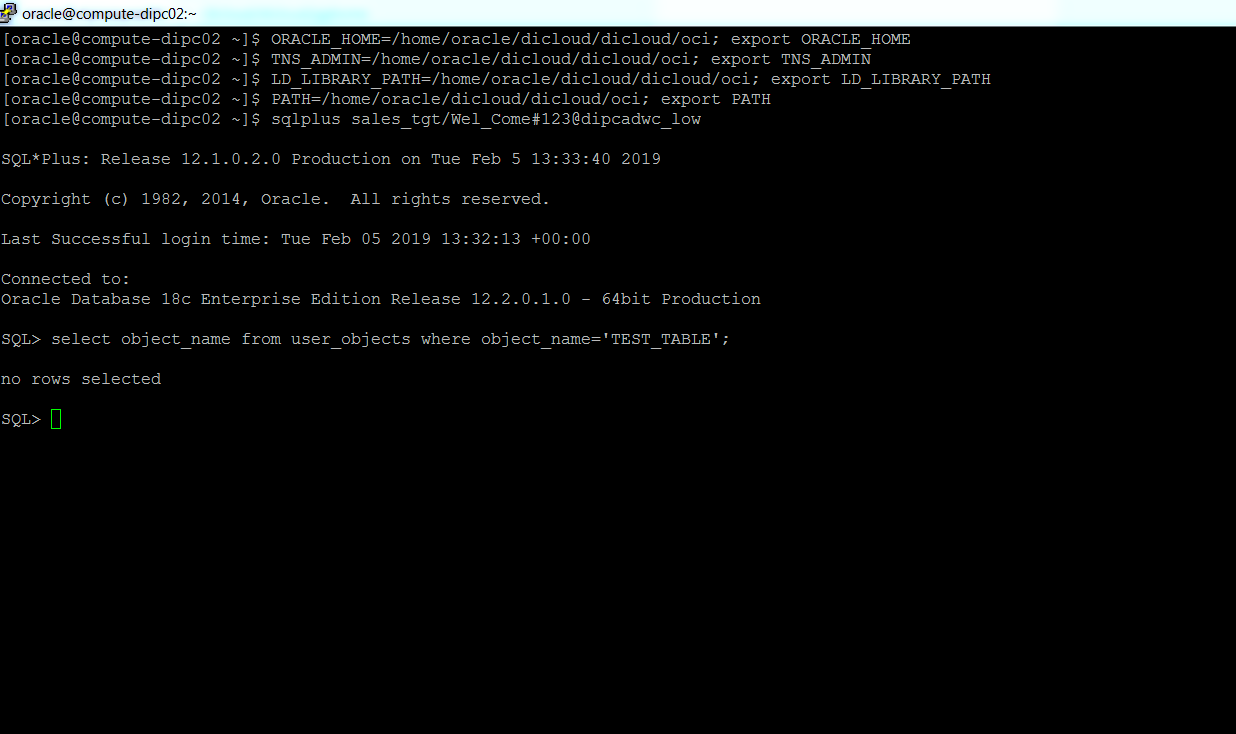 oracle@compute-dipc02:~
[oracle@compute-dipc02 ~]$ ORACLE_HOME=/home/oracle/dicloud/dicloud/oci; export ORACLE_HOME
[oracle@compute-dipc02 ~]$ TNS_ADMIN=/home/oracle/dicloud/dicloud/oci; export TNS_ADMIN
[oracle@compute-dipc02 ~]$ LD_LIBRARY_PATH=/home/oracle/dicloud/dicloud/oci; export LD_LIBRARY_PATH
[oracle@compute-dipc02 ~]$ PATH=/home/oracle/dicloud/dicloud/oci; export PATH
[oracle@compute-dipc02 ~]$ sqlplus sales_tgt/Wel_Come#123@dipcadwc_low
SQL*Plus: Release 12.1.0.2.0 Production on Tue Feb 5 13:33:40 2019
Copyright (c) 1982, 2014, Oracle.  All rights reserved.
Last Successful login time: Tue Feb 05 2019 13:32:13 +00:00
Connected to:
Oracle Database 18c Enterprise Edition Release 12.2.0.1.0 - 64bit Production
SQL> select object_name from user_objects where object_name='TEST_TABLE';
no rows selected
SQL>